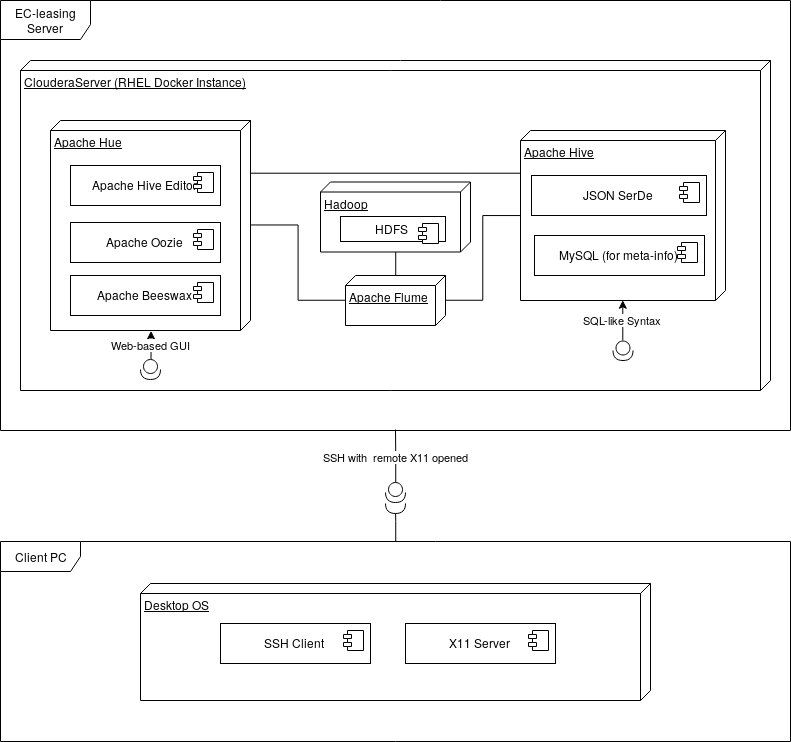 EC-leasing
Server
ClouderaServer (RHEL Docker Instance)
Apache Hue
Apache Hive Editor
Apache Oozie
Apache Beeswax
Web-based GUI
Hadoop
HDFS
Apache Flume
Apache Hive
JSON SerDe
MySQL (for meta-info)
SQL-like Syntax
SSH with remote X11 opened
Client PC
Desktop OS
SSH Client
X11 Server